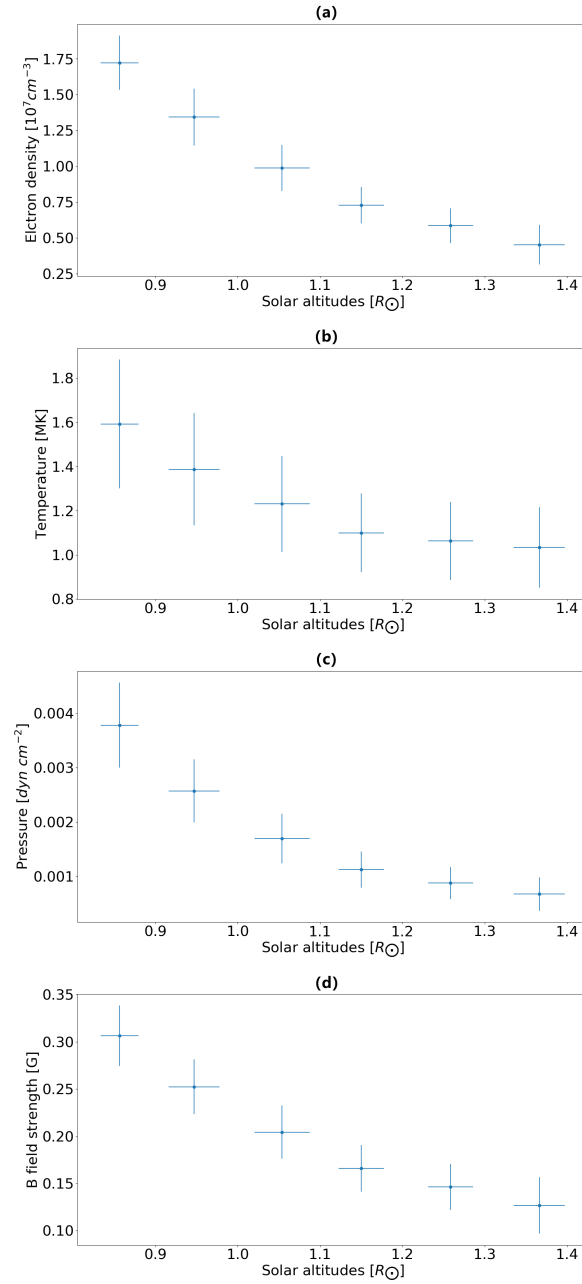 (a)
Elctron density [10⁷cm⁻³]
1.75
1.50
1.25
1.00
0.75
0.50
0.25
0.9 1.0 1.1 1.2 1.3 1.4
Solar altitudes [R☉]
(b)
Temperature [MK]
1.8
1.6
1.4
1.2
1.0
0.8
0.9 1.0 1.1 1.2 1.3 1.4
Solar altitudes [R☉]
(c)
Pressure [dyn cm⁻²]
0.004
0.003
0.002
0.001
0.9 1.0 1.1 1.2 1.3 1.4
Solar altitudes [R☉]
(d)
B field strength [G]
0.35
0.30
0.25
0.20
0.15
0.10
0.9 1.0 1.1 1.2 1.3 1.4
Solar altitudes [R☉]